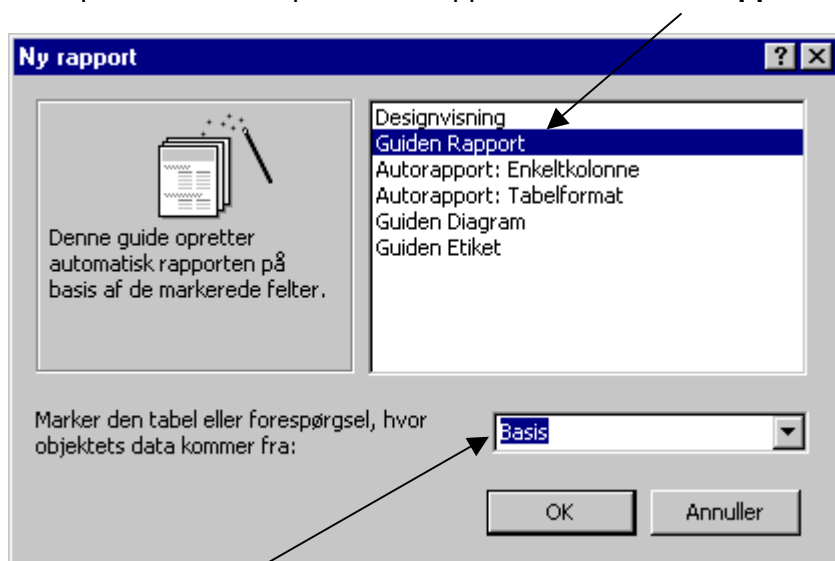 Ny rapport
Designvisning
Guiden Rapport
Autorapport: Enkeltkolonne
Autorapport: Tabelformat
Guiden Diagram
Guiden Etiket
Denne guide opretter
automatisk rapporten på
basis af de markerede felter.
Marker den tabel eller forespørgsel, hvor
objektets data kommer fra:
Basis
OK
Annuller